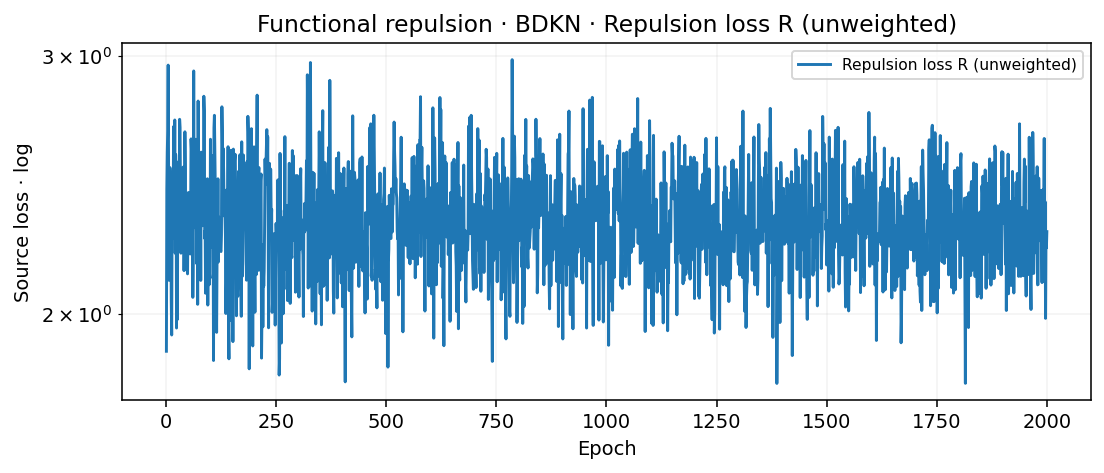 Functional repulsion · BDKN · Repulsion loss R (unweighted)
3 × 10⁰
Repulsion loss R (unweighted)
Source loss · log
2 × 10⁰
0 250 500 750 1000 1250 1500 1750 2000
Epoch